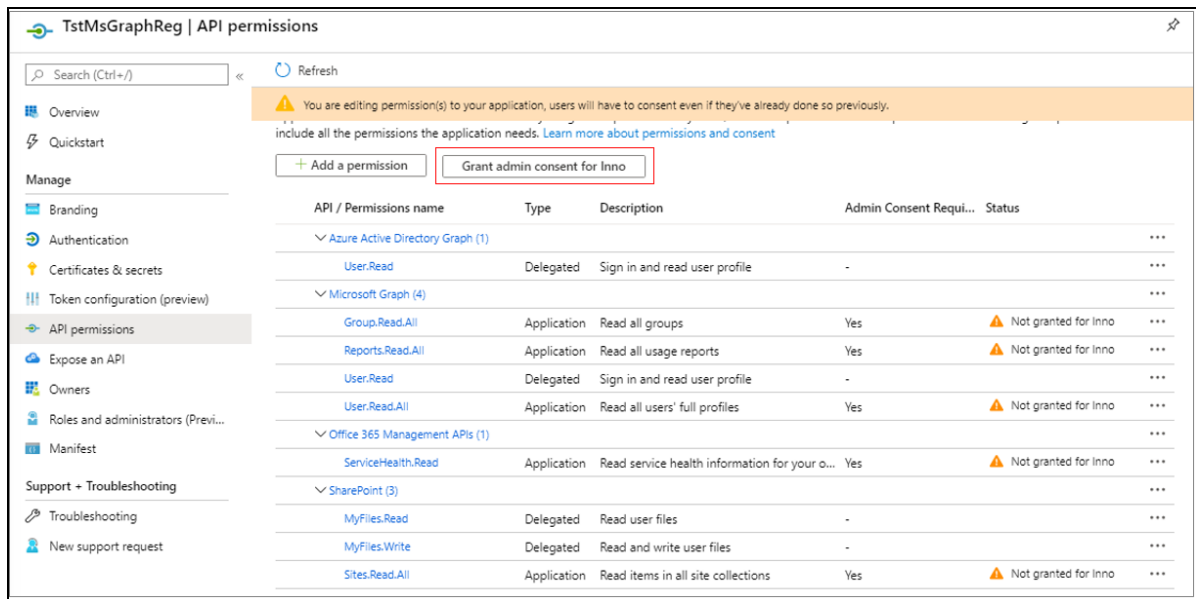 TstMsGraphReg | API permissions
Search (Ctrl+/)
«
Refresh
Overview
Quickstart
Manage
Branding
Authentication
Certificates & secrets
Token configuration (preview)
API permissions
Expose an API
Owners
Roles and administrators (Previ...
Manifest
Support + Troubleshooting
Troubleshooting
New support request
You are editing permission(s) to your application, users will have to consent even if they've already done so previously.
include all the permissions the application needs. Learn more about permissions and consent
+ Add a permission Grant admin consent for Inno
API / Permissions name Type Description Admin Consent Requi... Status
Azure Active Directory Graph (1) ...
User.Read Delegated Sign in and read user profile - ...
Microsoft Graph (4) ...
Group.Read.All Application Read all groups Yes Not granted for Inno ...
Reports.Read.All Application Read all usage reports Yes Not granted for Inno ...
User.Read Delegated Sign in and read user profile - ...
User.Read.All Application Read all users' full profiles Yes Not granted for Inno ...
Office 365 Management APIs (1) ...
ServiceHealth.Read Application Read service health information for your o... Yes Not granted for Inno ...
SharePoint (3) ...
MyFiles.Read Delegated Read user files - ...
MyFiles.Write Delegated Read and write user files - ...
Sites.Read.All Application Read items in all site collections Yes Not granted for Inno ...